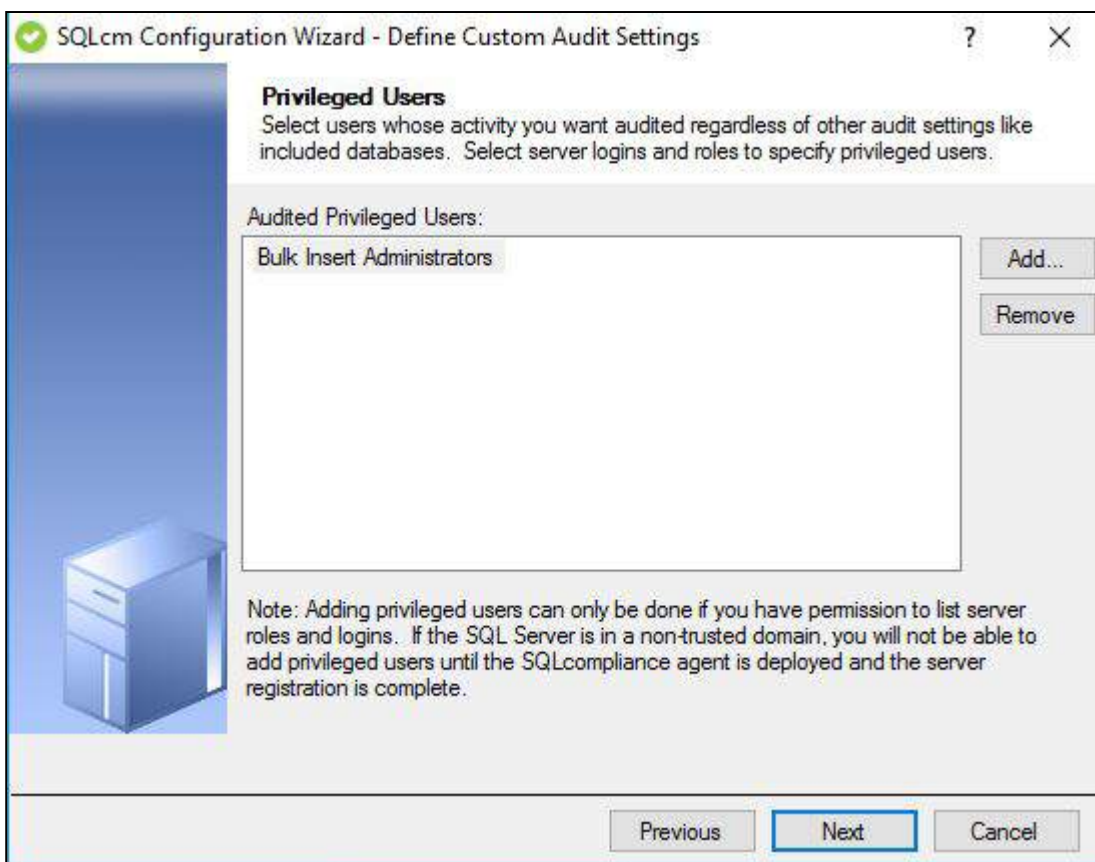 SQLcm Configuration Wizard - Define Custom Audit Settings
?
Privileged Users
Select users whose activity you want audited regardless of other audit settings like
included databases. Select server logins and roles to specify privileged users.
Audited Privileged Users:
Bulk Insert Administrators
Add...
Remove
Note: Adding privileged users can only be done if you have permission to list server
roles and logins. If the SQL Server is in a non-trusted domain, you will not be able to
add privileged users until the SQLcompliance agent is deployed and the server
registration is complete.
Previous
Next
Cancel